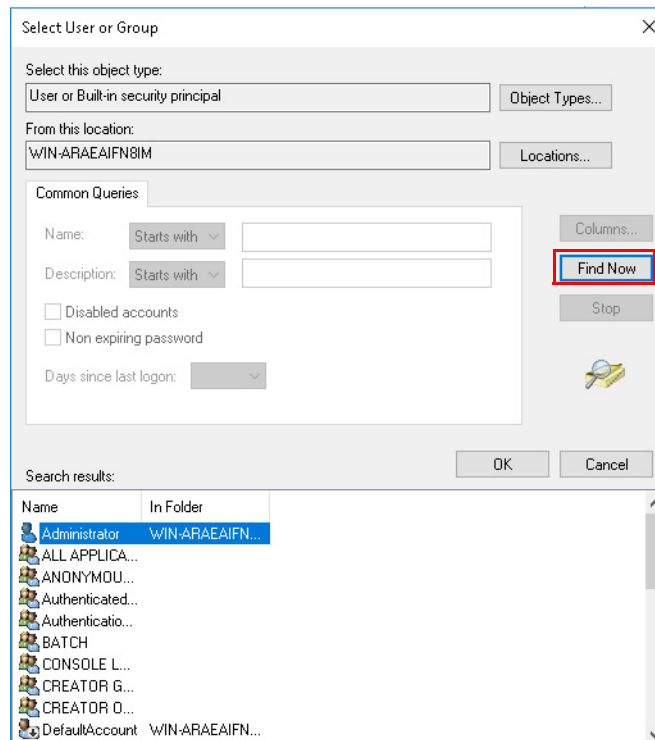 Select User or Group
Select this object type:
User or Built-in security principal
Object Types...
From this location:
WIN-ARAEAIFN8IM
Locations...
Common Queries
Name:
Starts with
Columns...
Description:
Starts with
Find Now
Disabled accounts
Stop
Non expiring password
Days since last logon:
OK
Cancel
Search results:
Name In Folder
Administrator WIN-ARAEAIFN...
ALL APPLICA...
ANONYMOU...
Authenticated...
Authenticatio...
BATCH
CONSOLE L...
CREATOR G...
CREATOR O...
DefaultAccount WIN-ARAEAIFN...